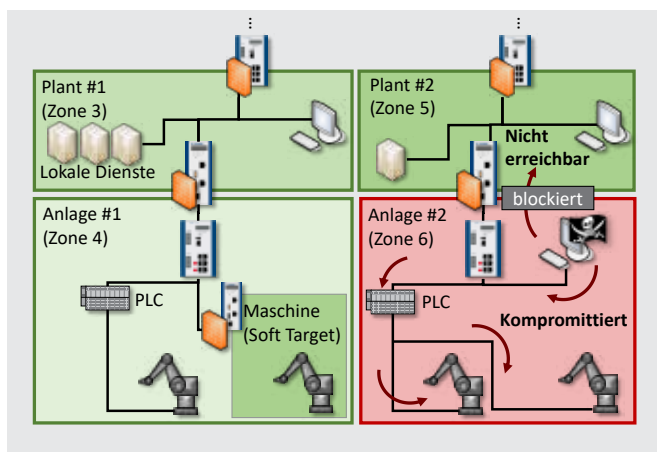 Plant #1
(Zone 3)
Lokale Dienste
Plant #2
(Zone 5)
Nicht
erreichbar
blockiert
Anlage #1
(Zone 4)
PLC
Maschine
(Soft Target)
Anlage #2
(Zone 6)
PLC
Kompromittiert